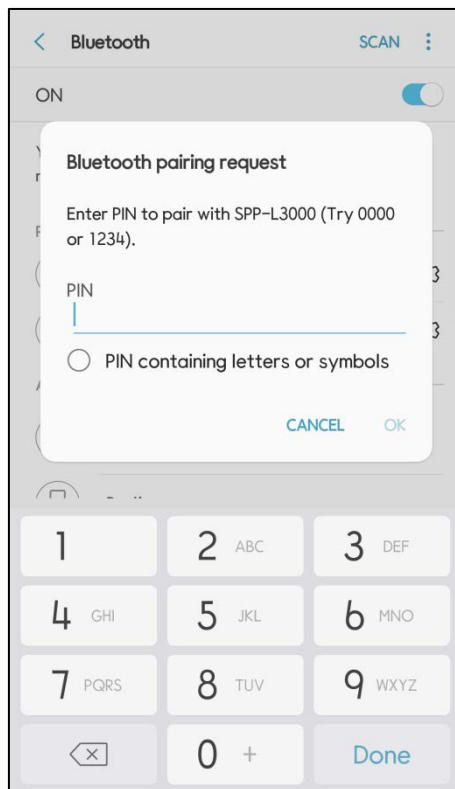 Bluetooth SCAN
ON
Bluetooth pairing request
Enter PIN to pair with SPP-L3000 (Try 0000
or 1234).
PIN
PIN containing letters or symbols
CANCEL OK
1 2 ABC 3 DEF
4 GHI 5 JKL 6 MNO
7 PQRS 8 TUV 9 WXYZ
0 + Done